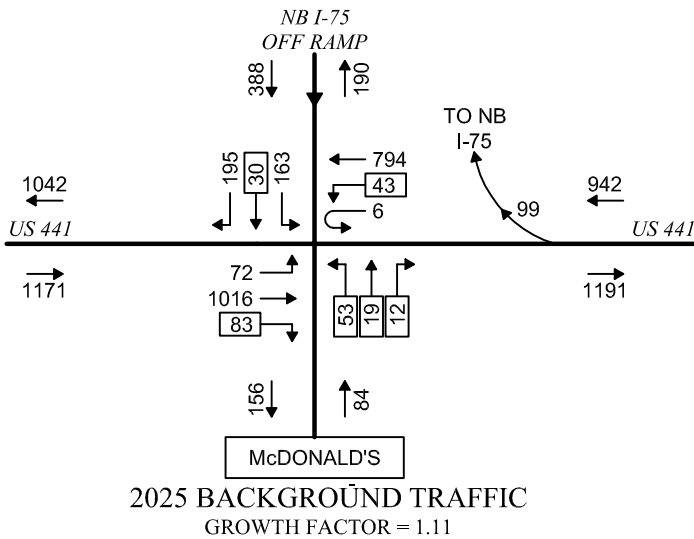 NB I-75
OFF RAMP
388
190
TO NB
I-75
195
30
163
794
43
6
99
1042
942
US 441
US 441
1171
1191
72
1016
83
53
19
12
156
84
McDONALD'S
2025 BACKGROUND TRAFFIC
GROWTH FACTOR = 1.11